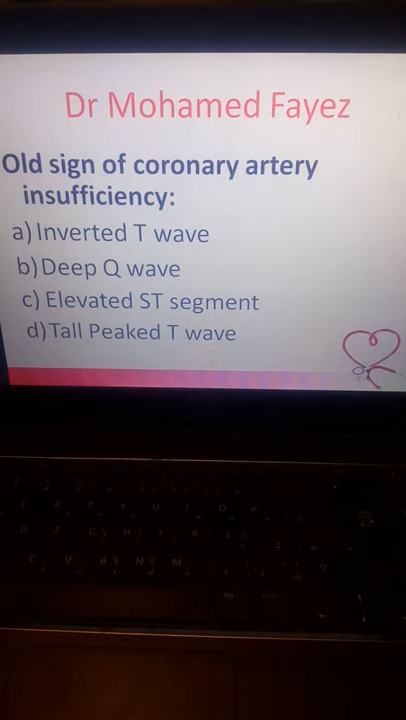 Dr Mohamed Fayez
Old sign of coronary artery
insufficiency:
a) Inverted T wave
b) Deep Q wave
c) Elevated ST segment
d) Tall Peaked T wave